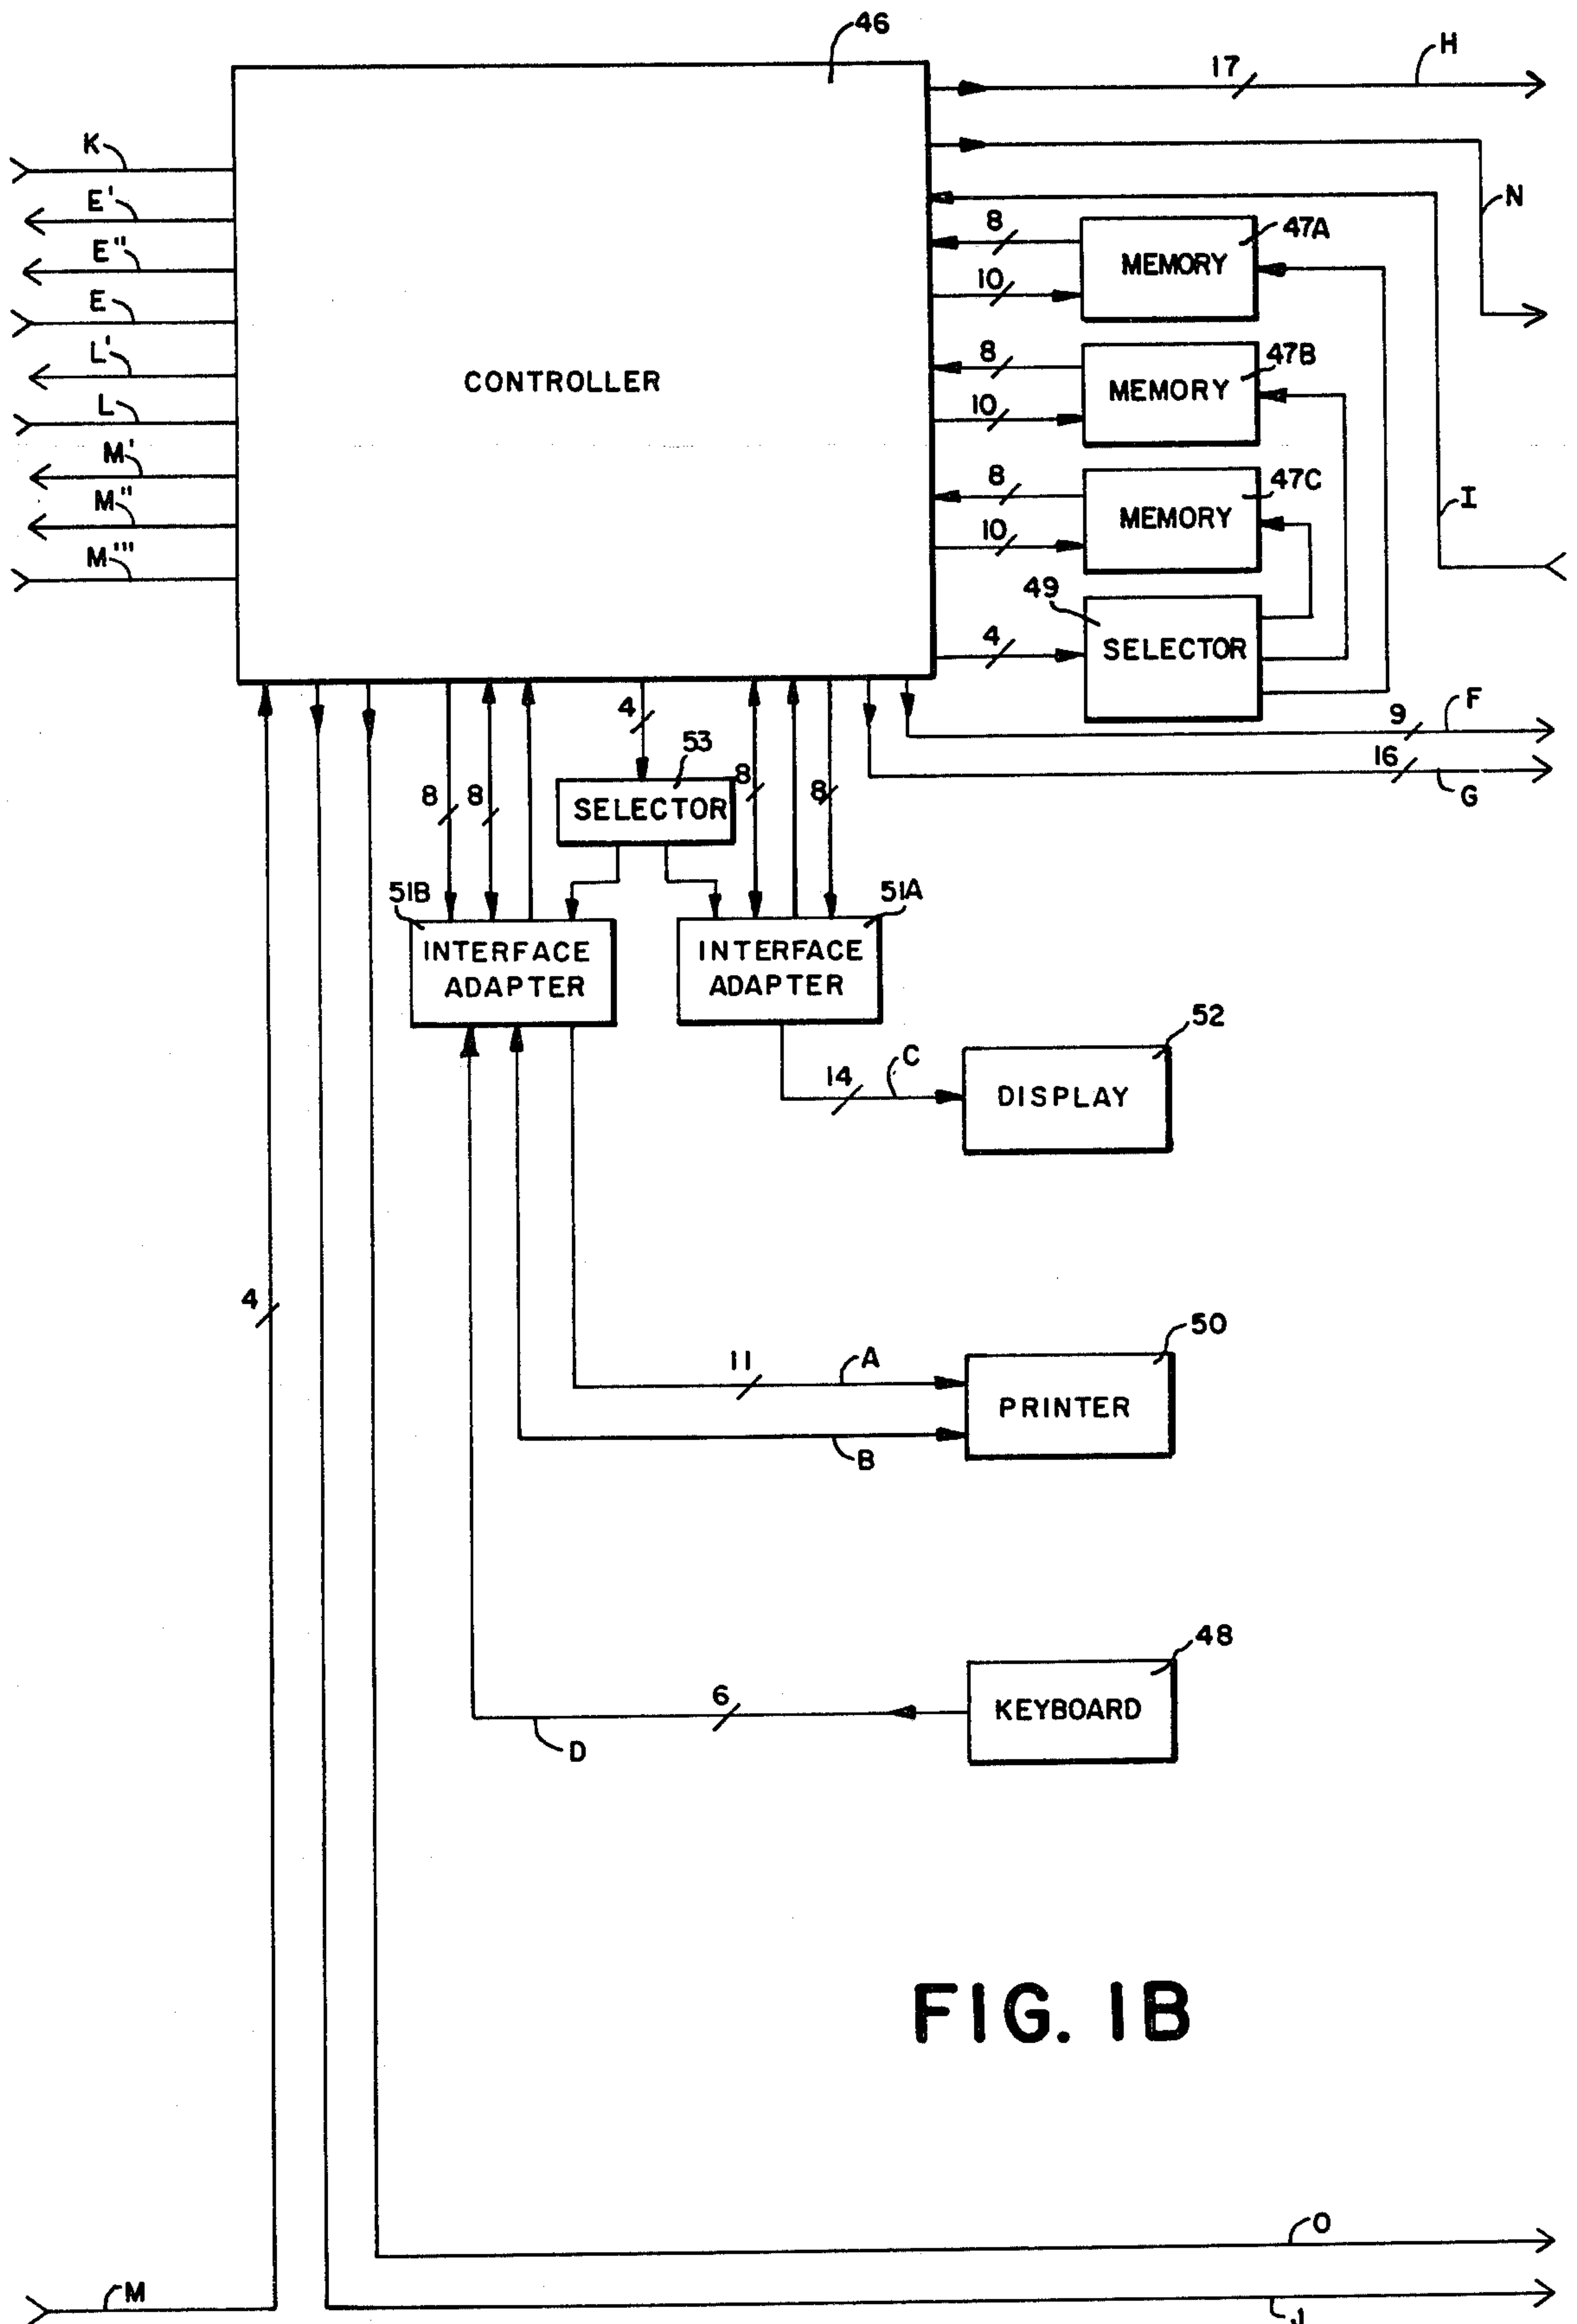 46
H
17
K
N
E'
8
47A
E"
MEMORY
E
10
L'
8
47B
CONTROLLER
MEMORY
L
10
M'
8
47C
M"
I
MEMORY
10
M'''
49
4
SELECTOR
F
4
9
53
16
8
8
8
8
G
SELECTOR
51B
51A
INTERFACE
ADAPTER
INTERFACE
ADAPTER
52
14
C
DISPLAY
4
50
11
A
PRINTER
B
48
6
KEYBOARD
D
FIG. 1B
O
M
J